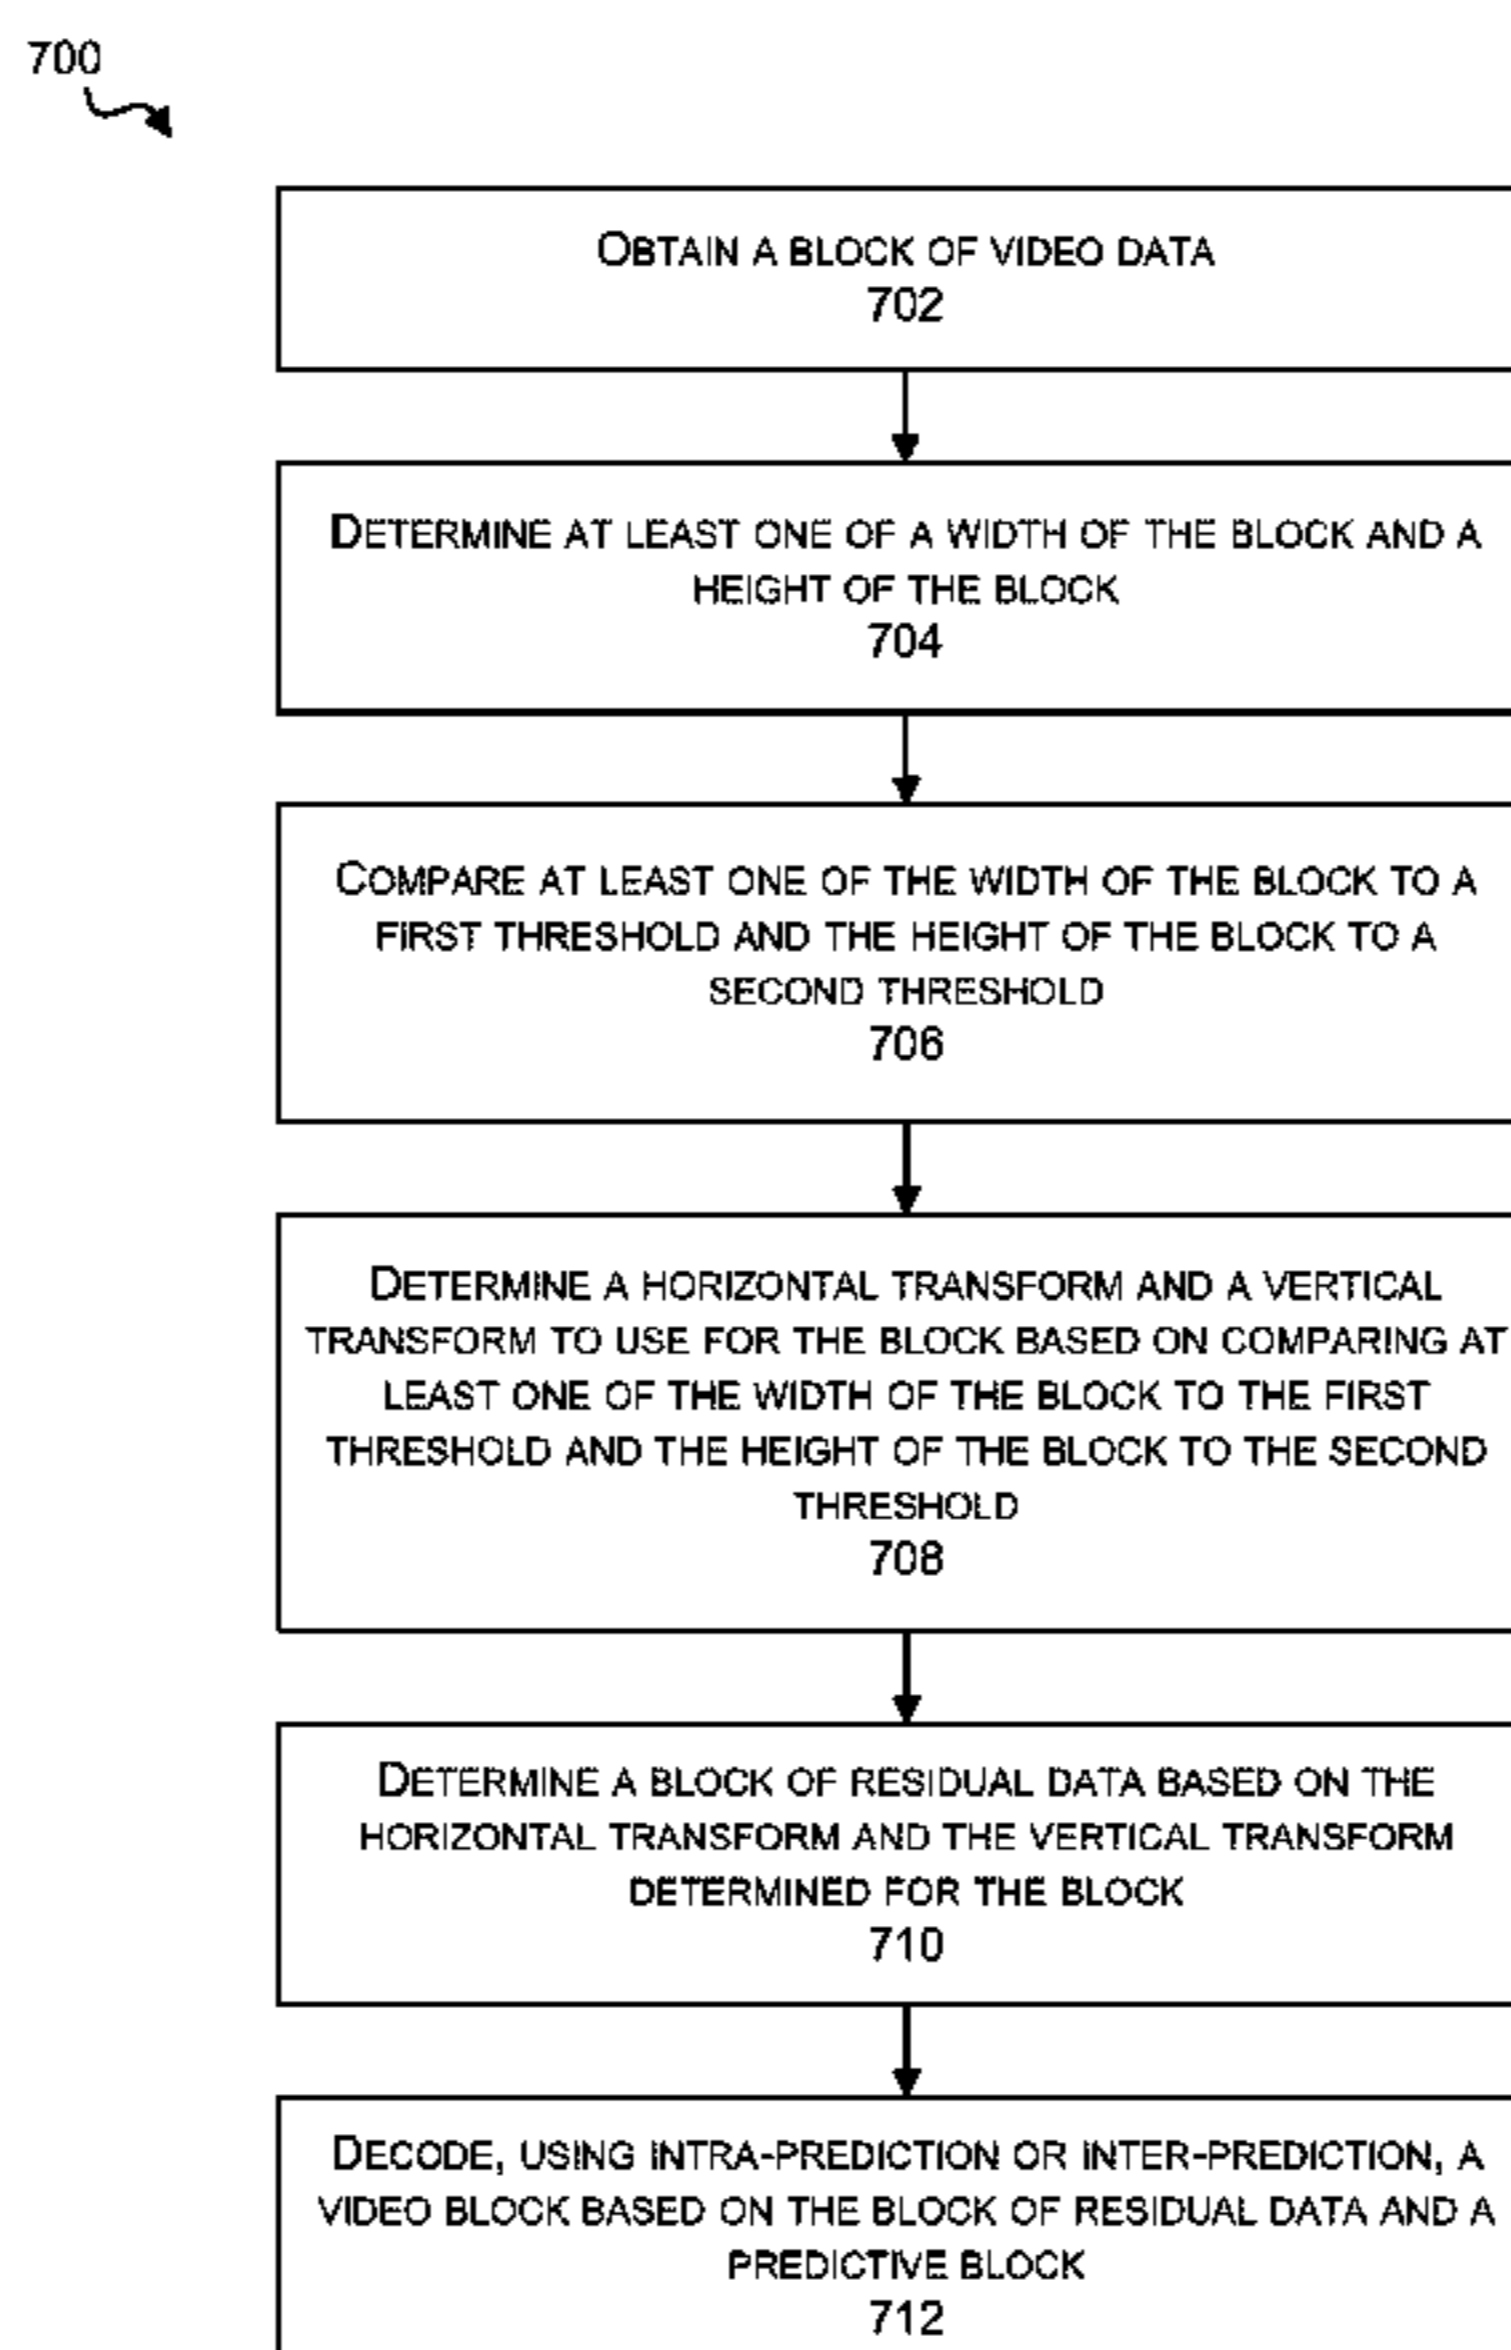 700
OBTAIN A BLOCK OF VIDEO DATA
702
DETERMINE AT LEAST ONE OF A WIDTH OF THE BLOCK AND A
HEIGHT OF THE BLOCK
704
COMPARE AT LEAST ONE OF THE WIDTH OF THE BLOCK TO A
FIRST THRESHOLD AND THE HEIGHT OF THE BLOCK TO A
SECOND THRESHOLD
706
DETERMINE A HORIZONTAL TRANSFORM AND A VERTICAL
TRANSFORM TO USE FOR THE BLOCK BASED ON COMPARING AT
LEAST ONE OF THE WIDTH OF THE BLOCK TO THE FIRST
THRESHOLD AND THE HEIGHT OF THE BLOCK TO THE SECOND
THRESHOLD
708
DETERMINE A BLOCK OF RESIDUAL DATA BASED ON THE
HORIZONTAL TRANSFORM AND THE VERTICAL TRANSFORM
DETERMINED FOR THE BLOCK
710
DECODE, USING INTRA-PREDICTION OR INTER-PREDICTION, A
VIDEO BLOCK BASED ON THE BLOCK OF RESIDUAL DATA AND A
PREDICTIVE BLOCK
712